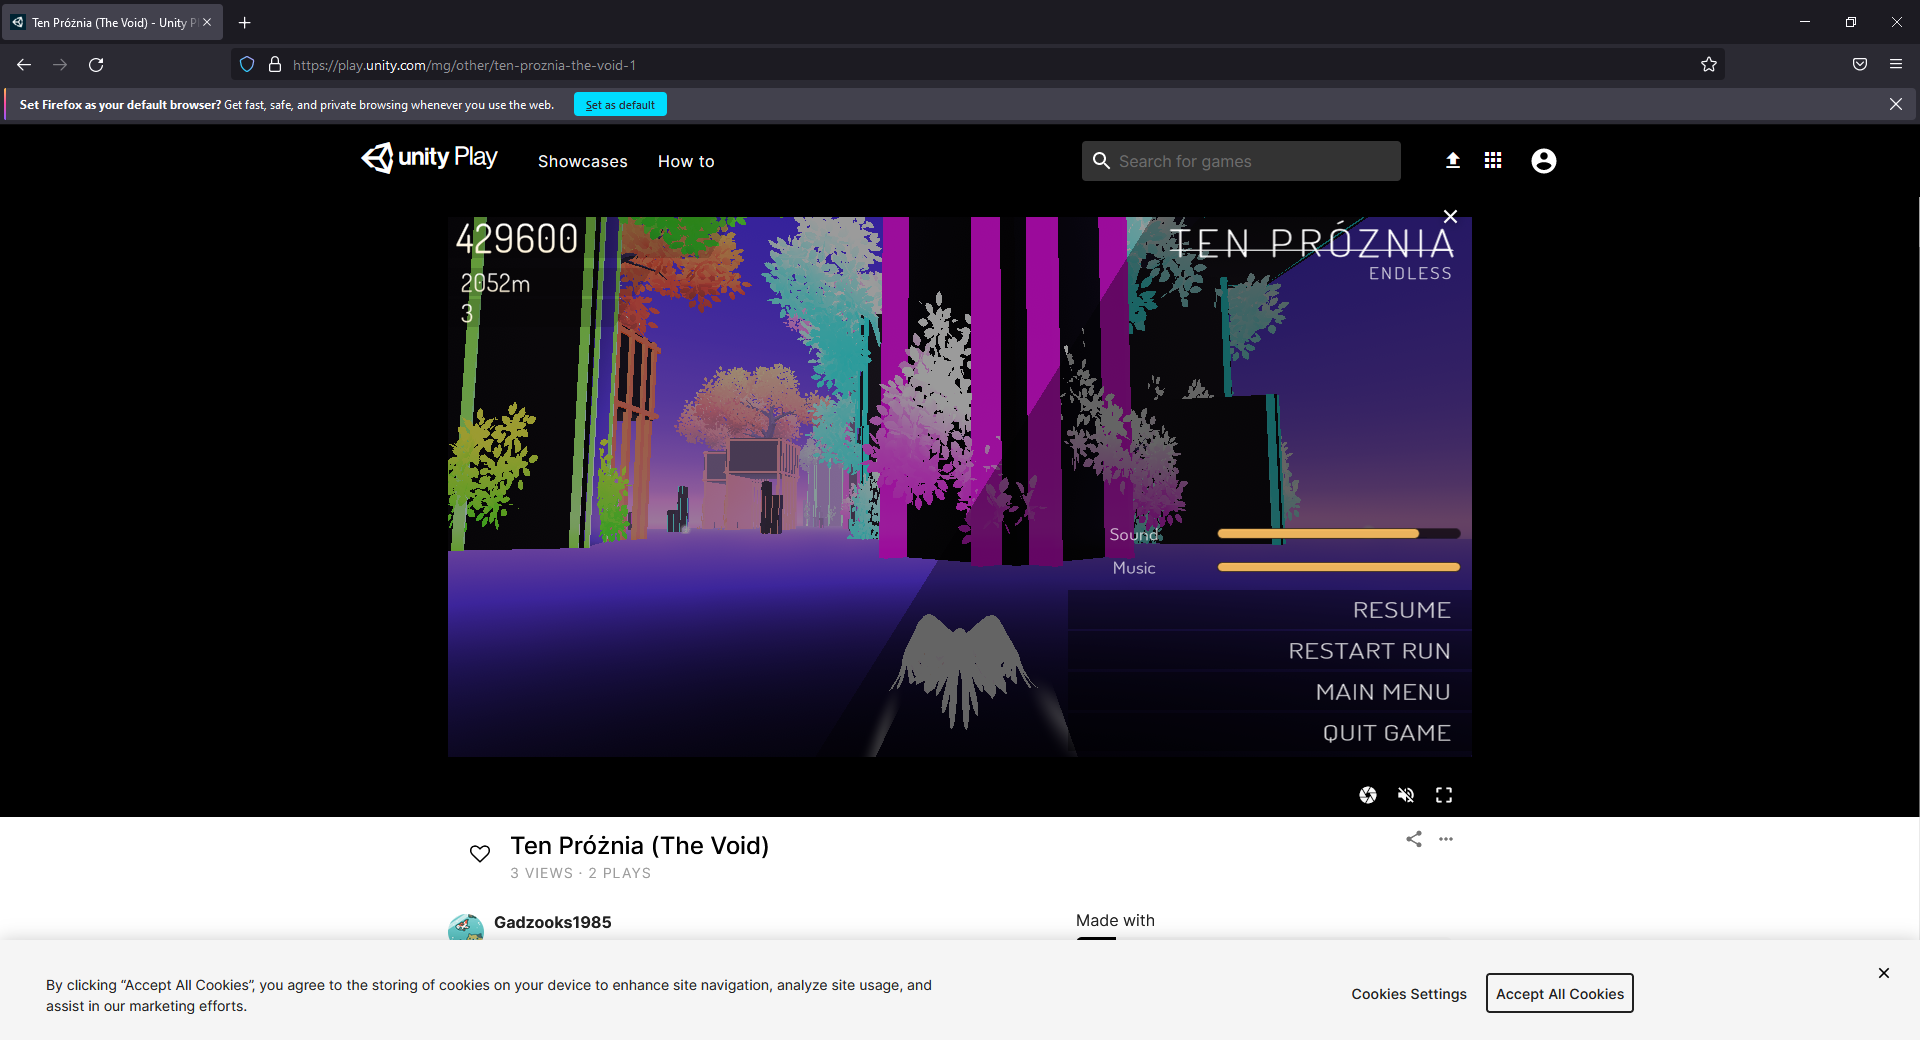 Ten Próżnia (The Void) - Unity Pl
https://play.unity.com/mg/other/ten-proznia-the-void-1
Set Firefox as your default browser? Get fast, safe, and private browsing whenever you use the web.
Set as default
unity Play
Showcases
How to
Search for games
429600
2052m
3
TEN PRÓZNIA
ENDLESS
Sound
Music
RESUME
RESTART RUN
MAIN MENU
QUIT GAME
Ten Próżnia (The Void)
3 VIEWS · 2 PLAYS
Gadzooks1985
Made with
By clicking “Accept All Cookies”, you agree to the storing of cookies on your device to enhance site navigation, analyze site usage, and
assist in our marketing efforts.
Cookies Settings
Accept All Cookies